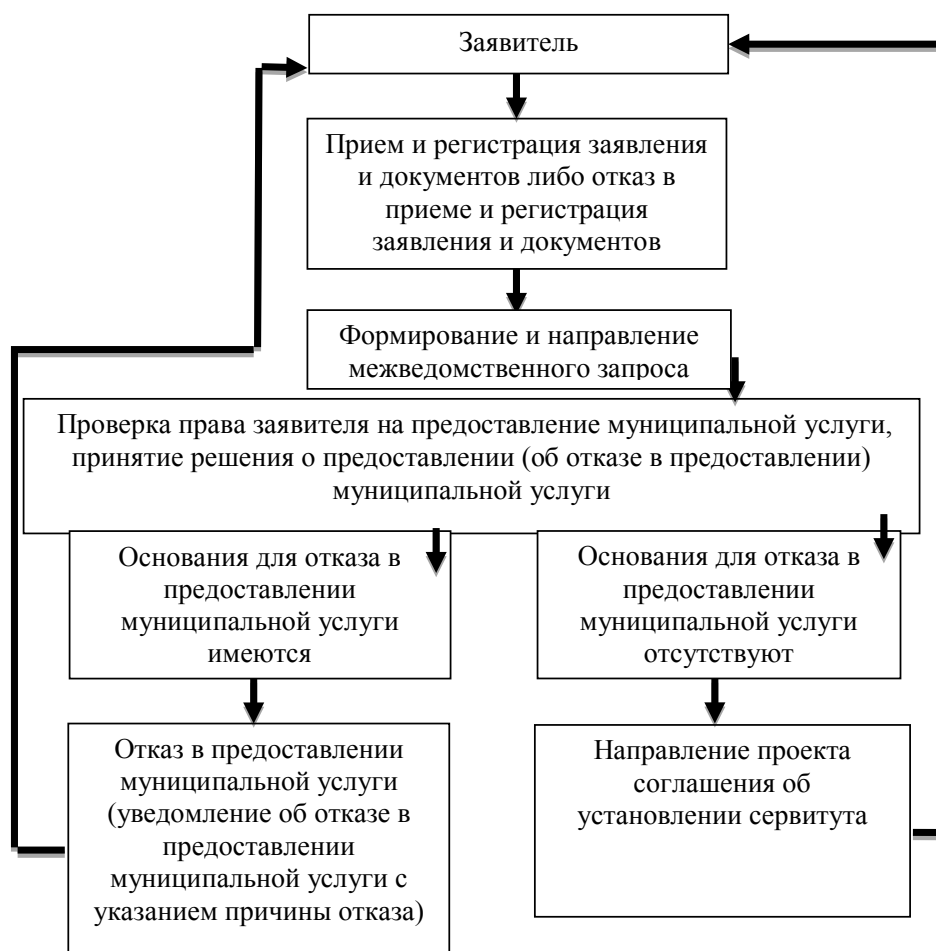 Заявитель
Прием и регистрация заявления
и документов либо отказ в
приеме и регистрация
заявления и документов
Формирование и направление
межведомственного запроса
Проверка права заявителя на предоставление муниципальной услуги,
принятие решения о предоставлении (об отказе в предоставлении)
муниципальной услуги
Основания для отказа в
предоставлении
муниципальной услуги
имеются
Основания для отказа в
предоставлении
муниципальной услуги
отсутствуют
Отказ в предоставлении
муниципальной услуги
(уведомление об отказе в
предоставлении
муниципальной услуги с
указанием причины отказа)
Направление проекта
соглашения об
установлении сервитута